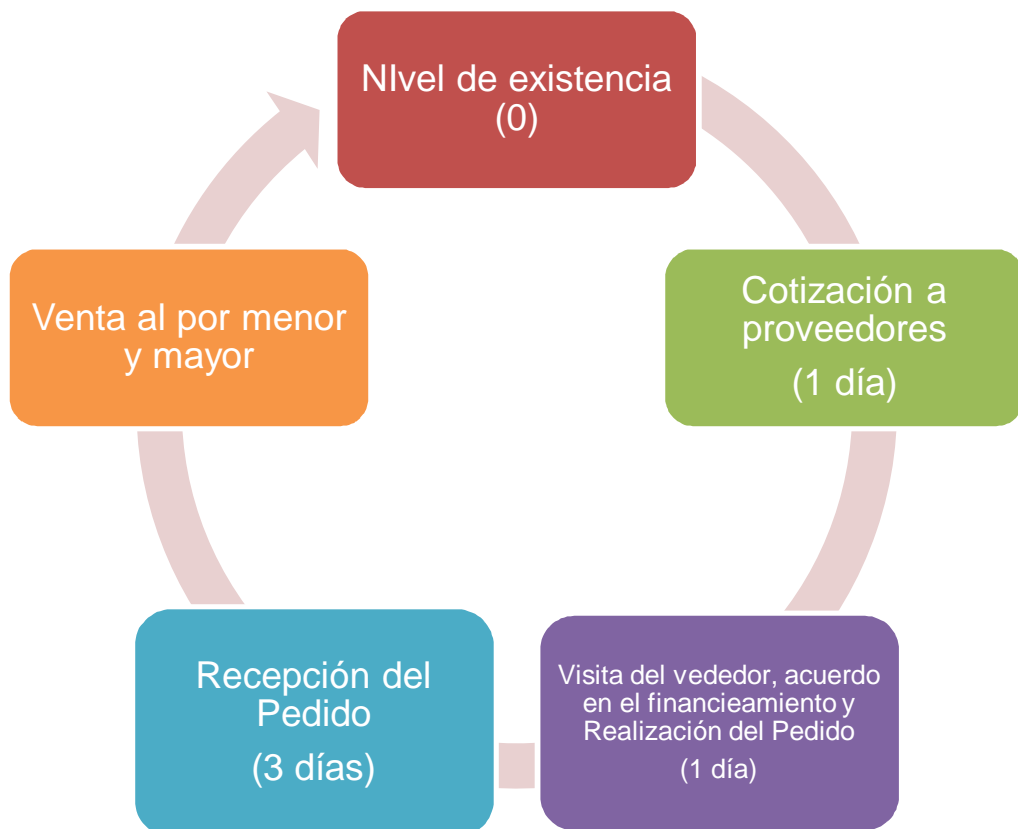 NIvel de existencia
(0)
Cotización a
proveedores
(1 día)
Visita del vededor, acuerdo
en el financieamiento y
Realización del Pedido
(1 día)
Recepción del
Pedido
(3 días)
Venta al por menor
y mayor